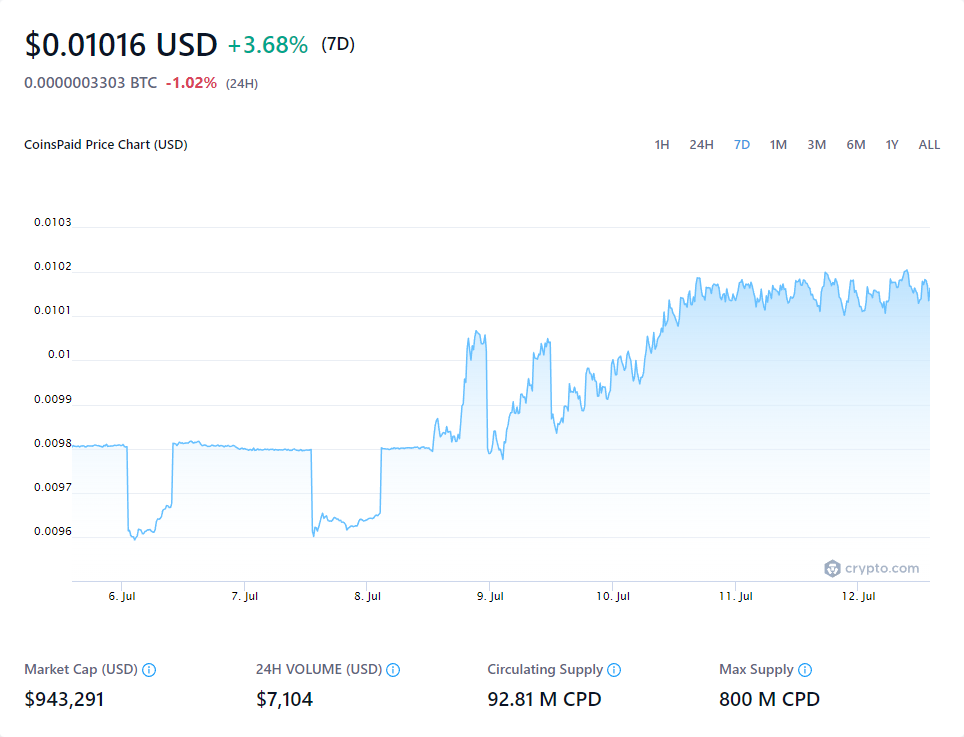 $0.01016 USD +3.68% (7D)
0.0000003303 BTC -1.02% (24H)
CoinsPaid Price Chart (USD) 1H 24H 7D 1M 3M 6M 1Y ALL
0.0103
0.0102
0.0101
0.01
0.0099
0.0098
0.0097
0.0096
crypto.com
6. Jul 7. Jul 8. Jul 9. Jul 10. Jul 11. Jul 12. Jul
Market Cap (USD) 24H VOLUME (USD) Circulating Supply Max Supply
$943,291 $7,104 92.81 M CPD 800 M CPD